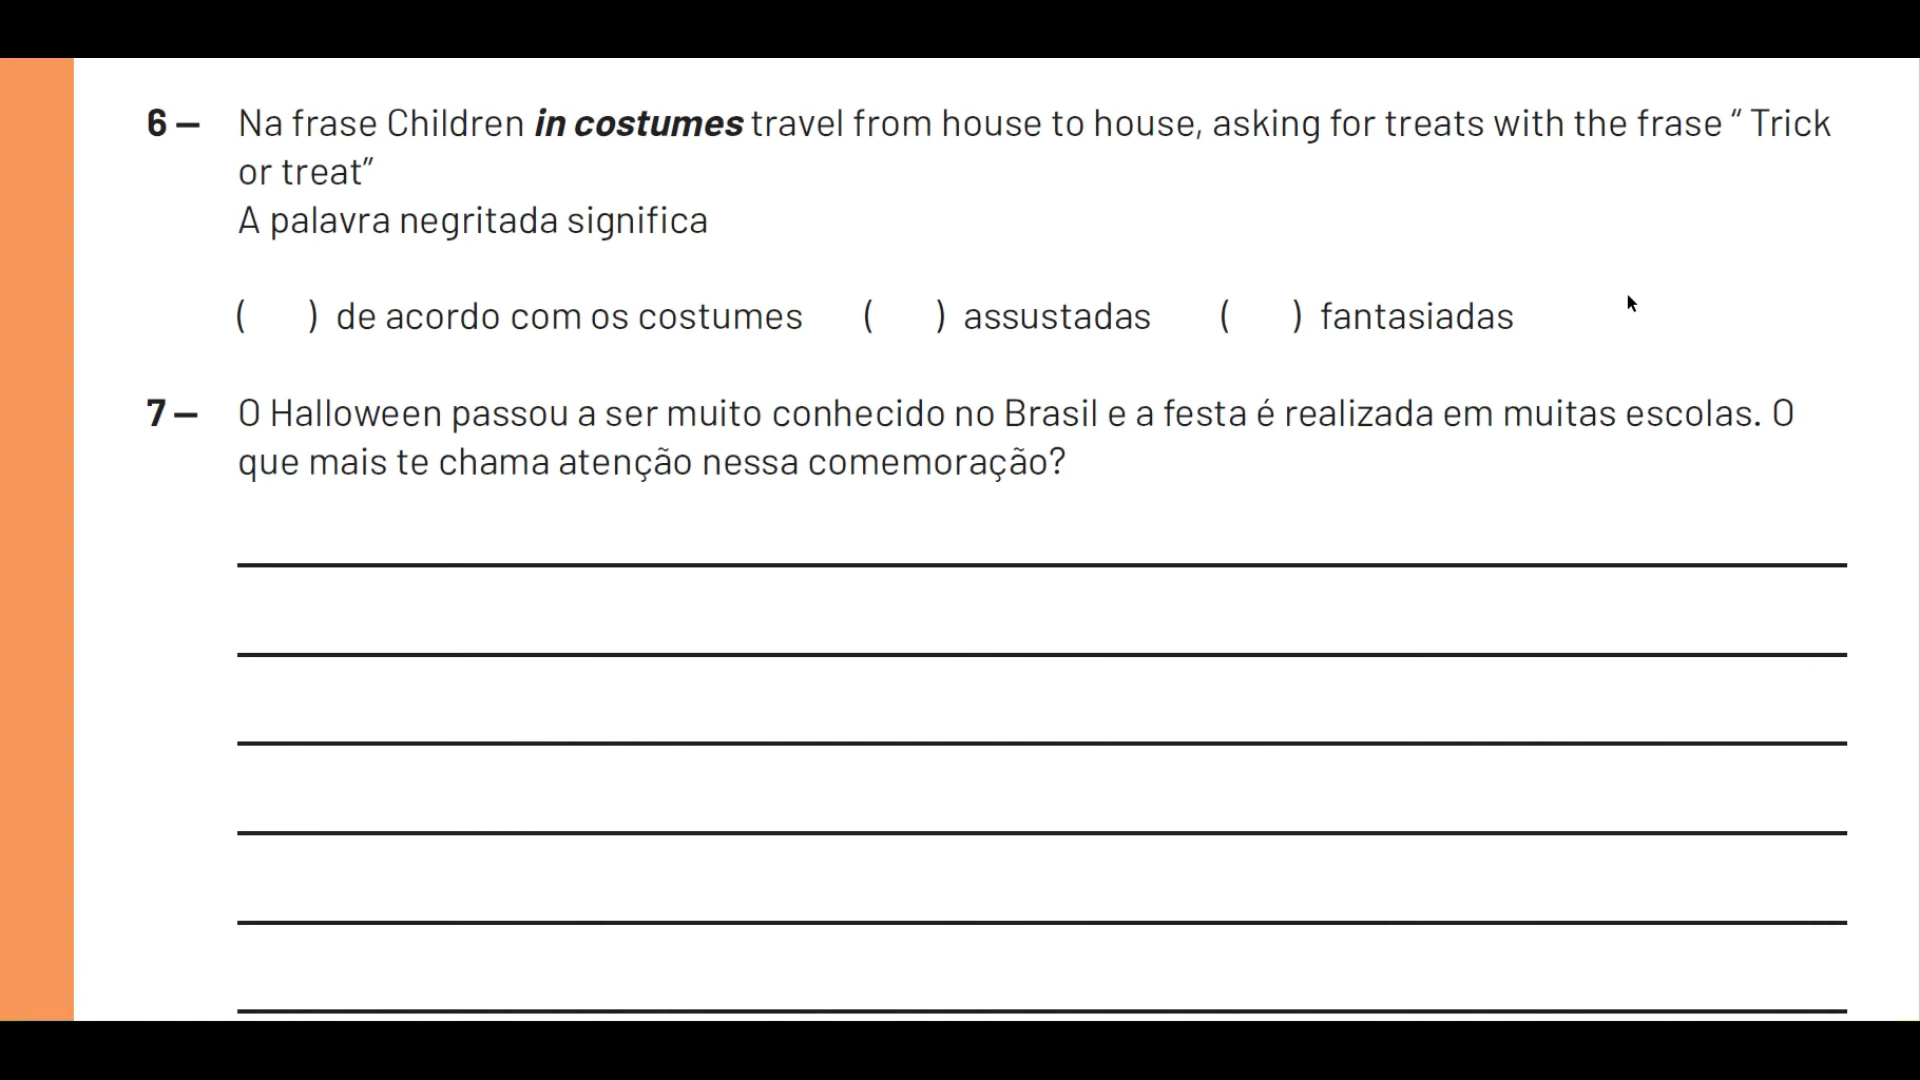 6 – Na frase Children in costumes travel from house to house, asking for treats with the frase “ Trick
or treat”
A palavra negritada significa
( ) de acordo com os costumes ( ) assustadas ( ) fantasiadas
7 – O Halloween passou a ser muito conhecido no Brasil e a festa é realizada em muitas escolas. O
que mais te chama atenção nessa comemoração?